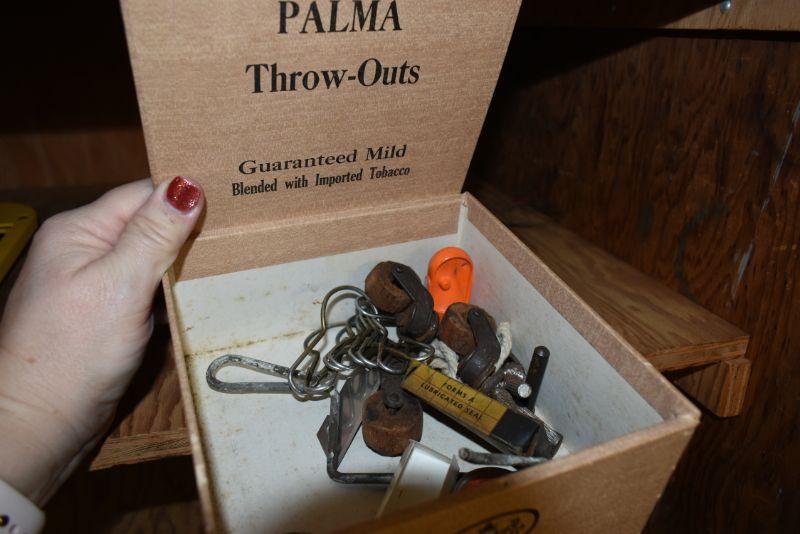 PALMA
Throw-Outs
Guaranteed Mild
Blended with Imported Tobacco
FORMS A
LUBRICATED SEAL